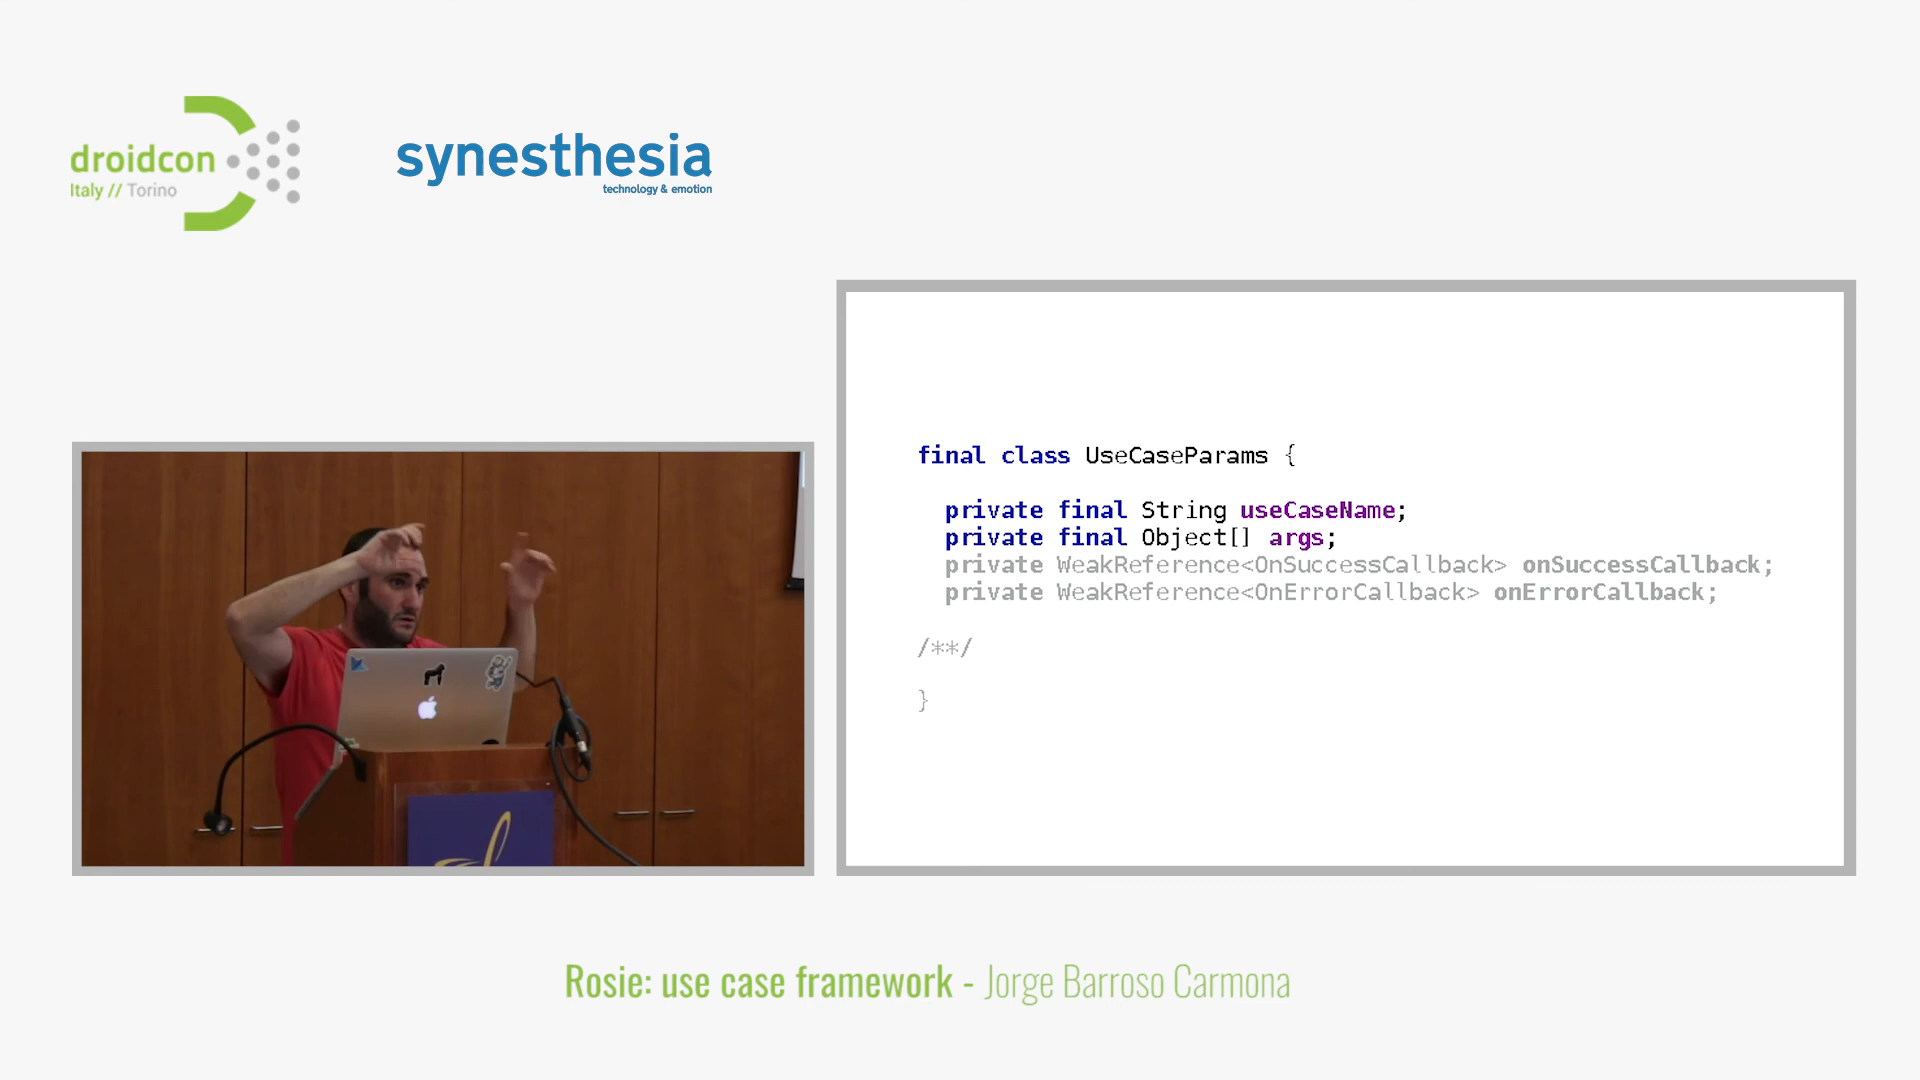 droidcon
Italy // Torino
synesthesia
technology & emotion
final class UseCaseParams {
private final String useCaseName;
private final Object[] args;
private WeakReference<OnSuccessCallback> onSuccessCallback;
private WeakReference<OnErrorCallback> onErrorCallback;
/**/
}
Rosie: use case framework - Jorge Barroso Carmona